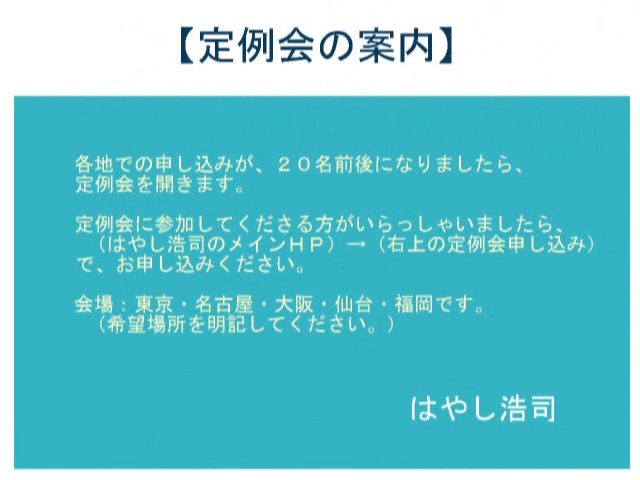 【定例会の案内】
各地での申し込みが、２０名前後になりましたら、
定例会を開きます。
定例会に参加してくださる方がいらっしゃいましたら、
（はやし浩司のメインＨＰ）→（右上の定例会申し込み）
で、お申し込みください。
会場：東京・名古屋・大阪・仙台・福岡です。
（希望場所を明記してください。）
はやし浩司